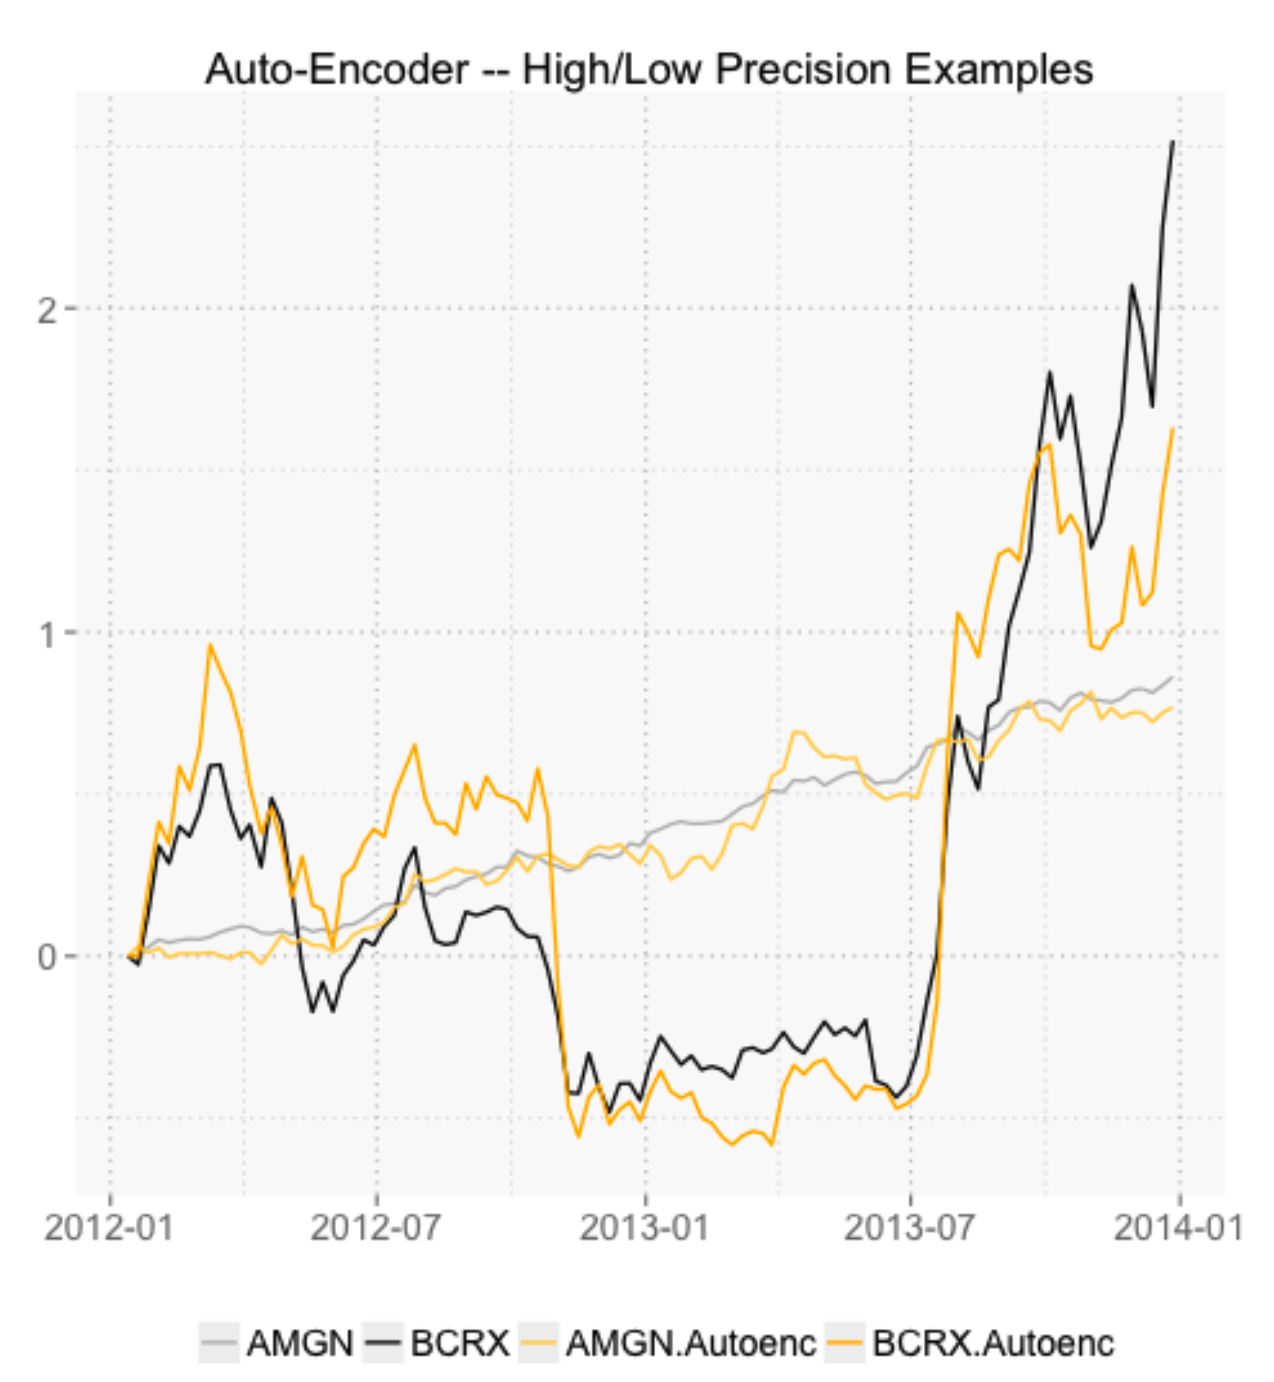 Auto-Encoder -- High/Low Precision Examples
2
1
0
2012-01 2012-07 2013-01 2013-07 2014-01
AMGN BCRX AMGN.Autoenc BCRX.Autoenc